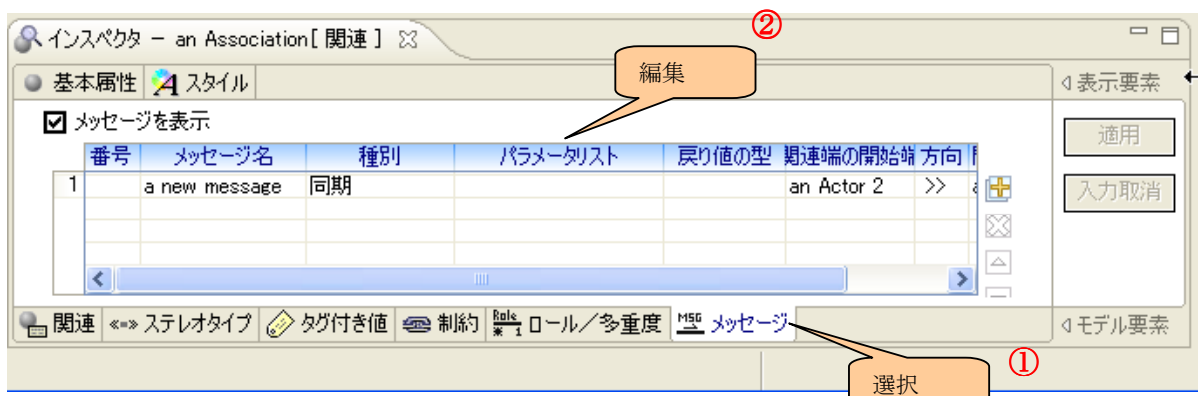 インスペクタ － an Association[ 関連 ]
②
編集
基本属性 スタイル
表示要素
メッセージを表示
適用
番号 メッセージ名 種別 パラメータリスト 戻り値の型 関連端の開始端 方向
1 a new message 同期 an Actor 2 >>
入力取消
関連 «=» ステレオタイプ タグ付き値 制約 Role * 1 ロール／多重度 MSG メッセージ
モデル要素
①
選択